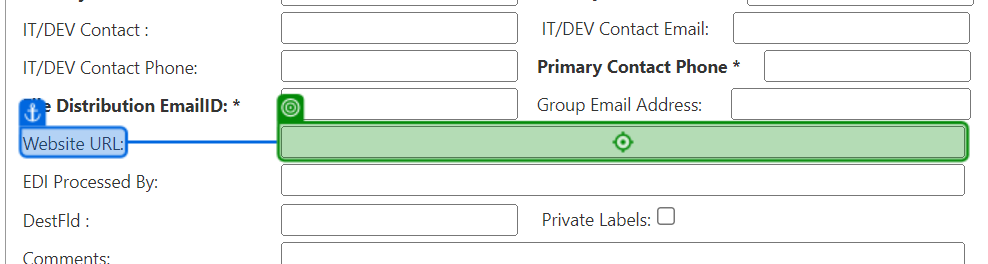 IT/DEV Contact :
IT/DEV Contact Email:
IT/DEV Contact Phone:
Primary Contact Phone *
Distribution EmailID: *
Group Email Address:
Website URL:
EDI Processed By:
DestFld :
Private Labels:
Comments: